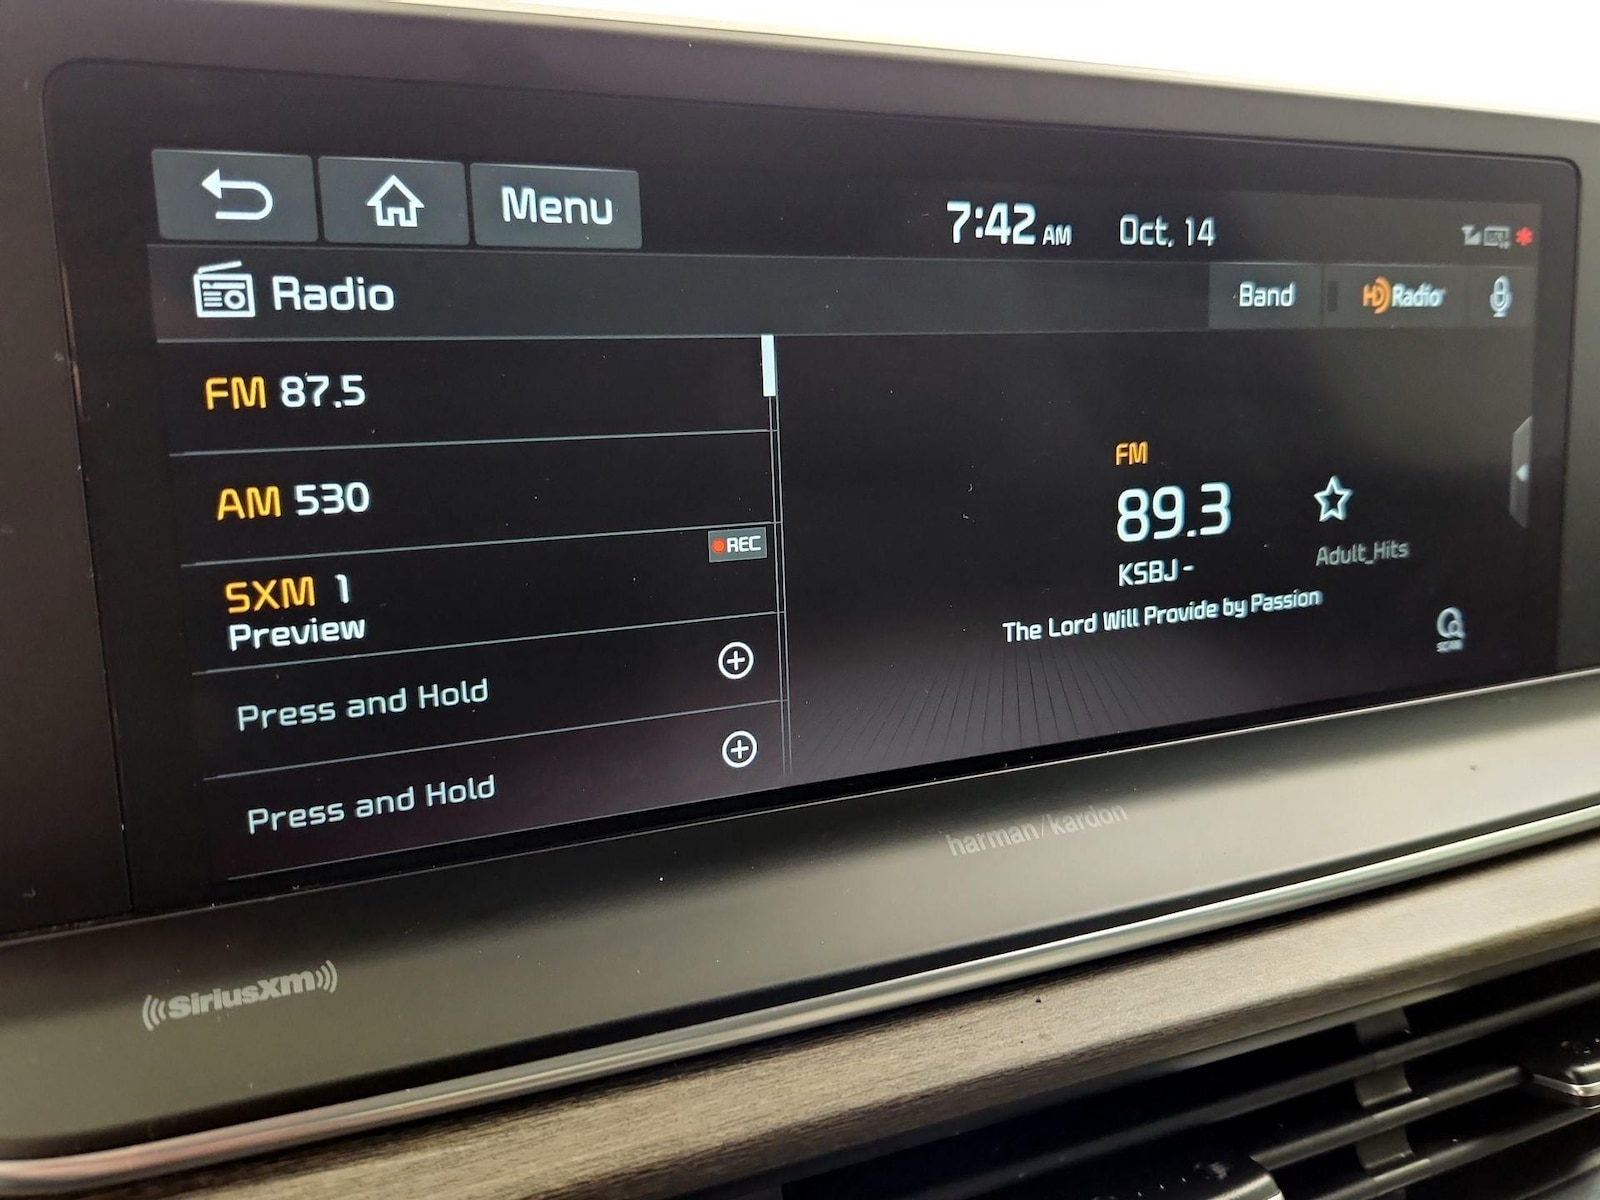 Menu
7:42 AM Oct. 14
Radio
Band
HD Radio
FM 87.5
AM 530
REC
SXM 1
Preview
Press and Hold
Press and Hold
FM
89.3
KSBJ -
Adult_Hits
The Lord Will Provide by Passion
SCAN
harman/kardon
SiriusXM